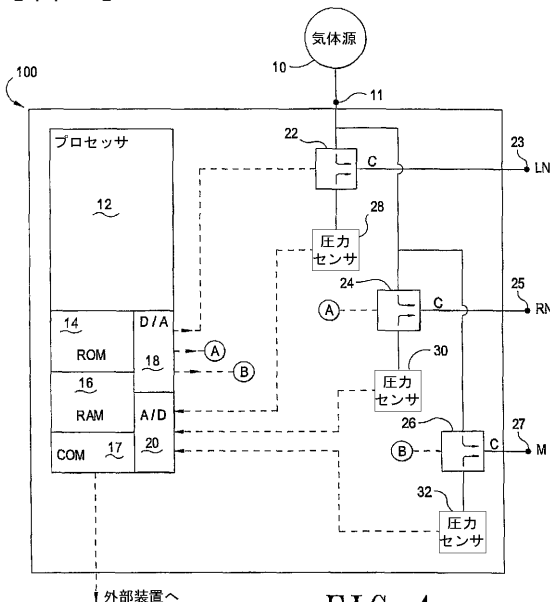 気体源
10
11
100
プロセッサ
12
22
C
23
LN
28
圧力
センサ
24
A
C
25
RN
14
ROM
D/A
18
A
B
16
RAM
A/D
20
30
圧力
センサ
26
B
C
27
M
COM
17
32
圧力
センサ
外部装置へ